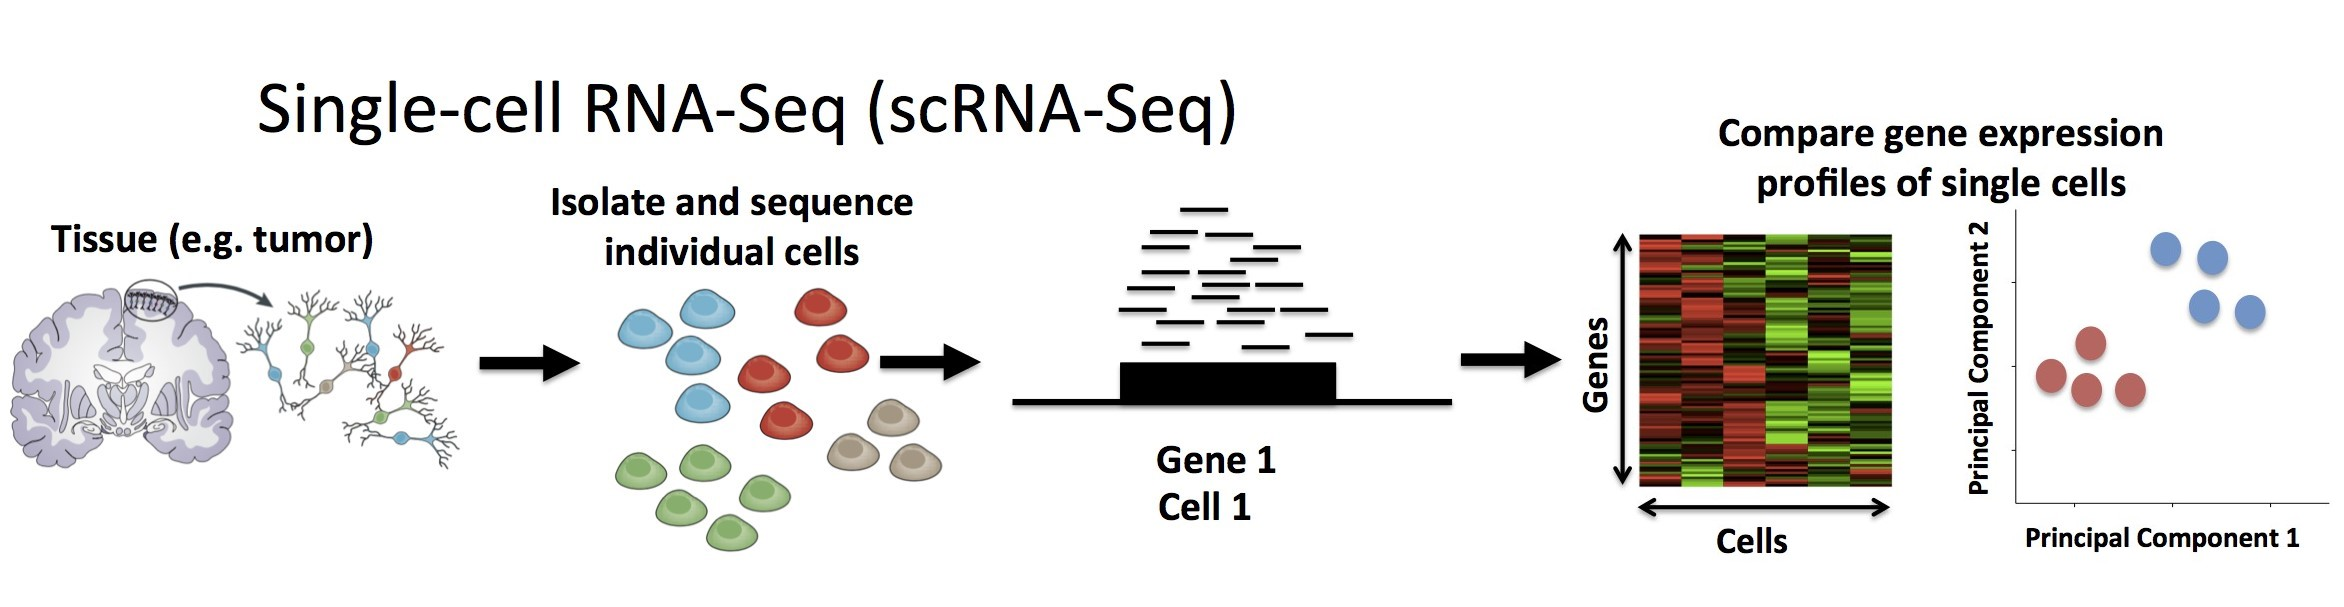 Single-cell RNA-Seq (scRNA-Seq)
Tissue (e.g. tumor)
Isolate and sequence
individual cells
Gene 1
Cell 1
Compare gene expression
profiles of single cells
Genes
Cells
Principal Component 2
Principal Component 1